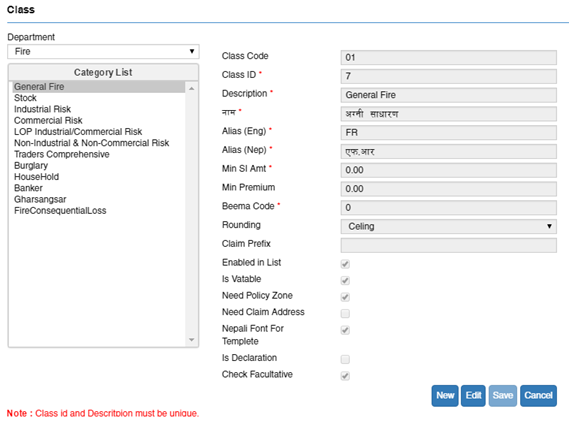 Class
Department
Fire
Category List
General Fire
Stock
Industrial Risk
Commercial Risk
LOP Industrial/Commercial Risk
Non-Industrial & Non-Commercial Risk
Traders Comprehensive
Burglary
HouseHold
Banker
Gharsangsar
FireConsequentialLoss
Class Code 01
Class ID * 7
Description * General Fire
नाम * अग्नी साधारण
Alias (Eng) * FR
Alias (Nep) * एफ.आर
Min SI Amt * 0.00
Min Premium 0.00
Beema Code * 0
Rounding Celing
Claim Prefix
Enabled in List
Is Vatable
Need Policy Zone
Need Claim Address
Nepali Font For
Templete
Is Declaration
Check Facultative
New Edit Save Cancel
Note : Class id and Descritpion must be unique.